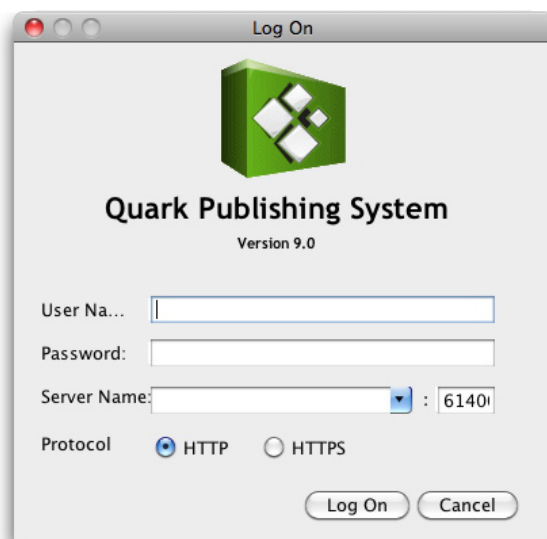 Log On
Quark Publishing System
Version 9.0
User Na...
Password:
Server Name: : 6140
Protocol HTTP HTTPS
Log On Cancel